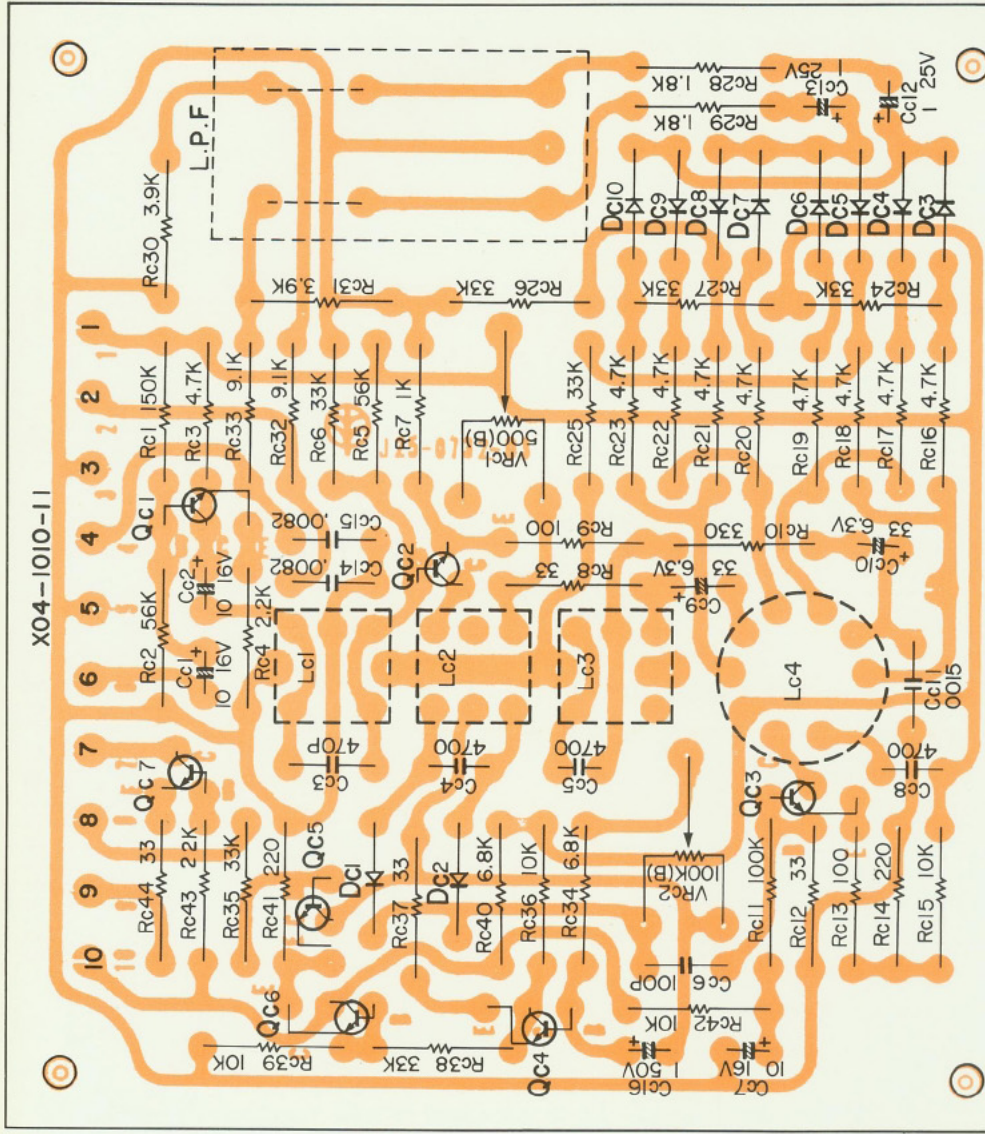 X04-1010-11
1
2
3
4
5
6
7
8
9
10
L.P.F
Rc30 3.9K
Rc28
1.8K
Rc29
1.8K
1
25V
Cc13
+
+
Cc12
1 25V
Rc31
3.9K
Rc26
33K
Rc27
33K
Rc24
33K
Dc10
Dc9
Dc8
Dc7
Dc6
Dc5
Dc4
Dc3
Rc1 150K
Rc3 4.7K
Rc33 9.1K
Rc32 9.1K
Rc6 33K
Rc5 56K
Rc7 1K
VRc1
500(B)
J25-0732-
Rc25 33K
Rc23 4.7K
Rc22 4.7K
Rc21 4.7K
Rc20 4.7K
Rc19 4.7K
Rc18 4.7K
Rc17 4.7K
Rc16 4.7K
Qc1
Rc2 56K
Cc2 +
10 16V
Cc1 +
10 16V
Rc4 2.2K
Cc15 .0082
Cc14 .0082
Qc2
Rc9
100
Rc8
33
Rc10
330
33
6.3V
Cc9 +
33
6.3V
Cc10 +
Lc1
Lc2
Lc3
Lc4
Cc11
0015
Cc3
470P
Cc4
4700
Cc5
4700
Cc8
4700
Qc7
Qc3
Rc44 33
Rc43 2.2K
Rc35 33K
Rc41 220
Qc5
Dc1
Rc37 33
Dc2
Rc40 6.8K
Rc36 10K
Rc34 6.8K
VRc2
100K(B)
Rc11 100K
Rc12 33
Rc13 100
Rc14 220
Rc15 10K
Qc6
Qc4
Rc39
10K
Rc38
33K
Cc6
100P
Rc42
10K
Cc16
1 50V
+
Cc7
10 16V
+